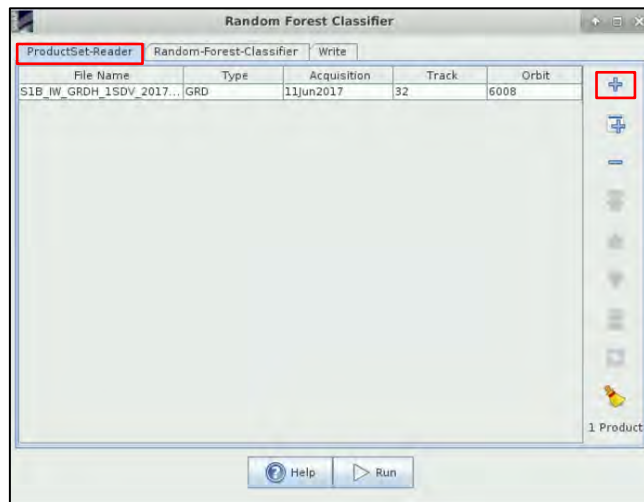 Random Forest Classifier
ProductSet-Reader Random-Forest-Classifier Write
File Name Type Acquisition Track Orbit
S1B_IW_GRDH_1SDV_2017... GRD 11Jun2017 32 6008
1 Product
Help Run